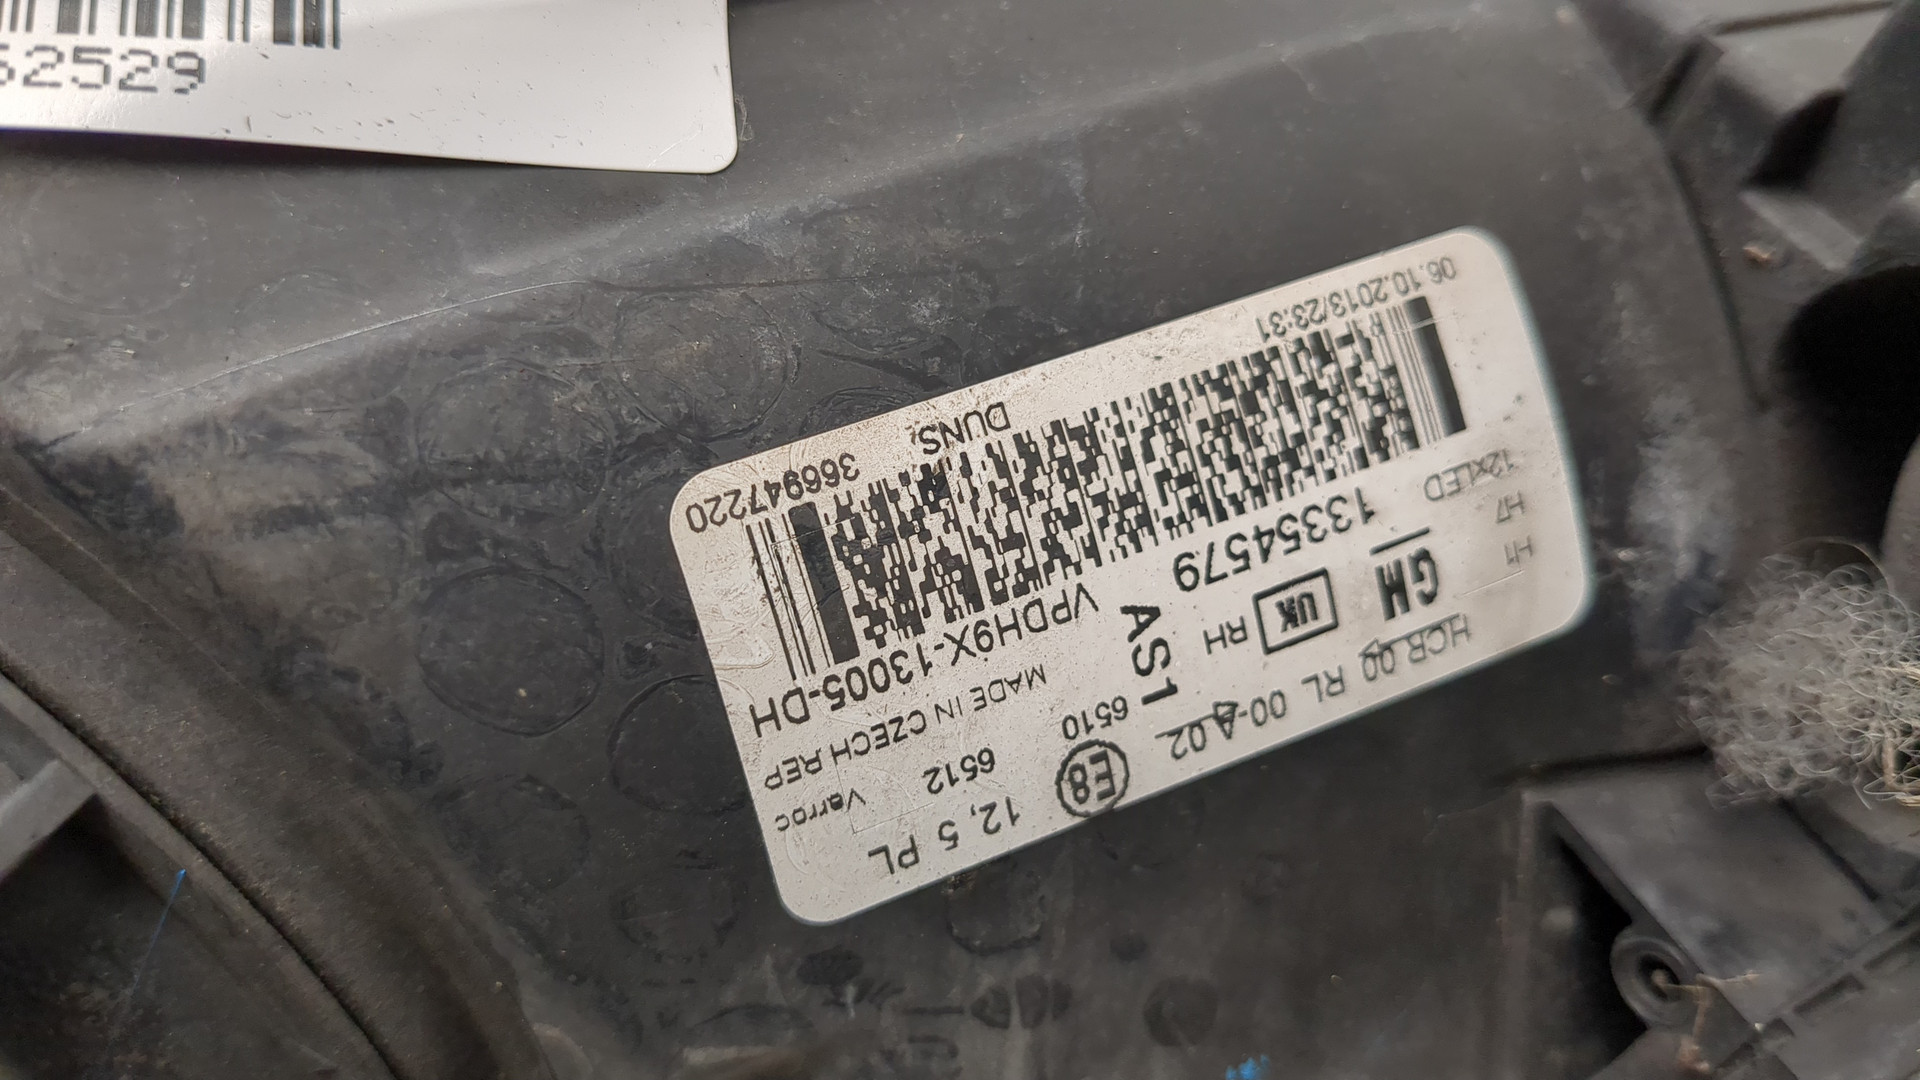 62529
HCR 00 RL 00-A 02
E8
12,5 PL
H1
GM
UK
RH
AS1
6510
6512
Varroc
H7
12xLED
13354579
MADE IN CZECH REP
VPDH9X-13005-DH
06.10.2013/23:31
DUNS:
366947220